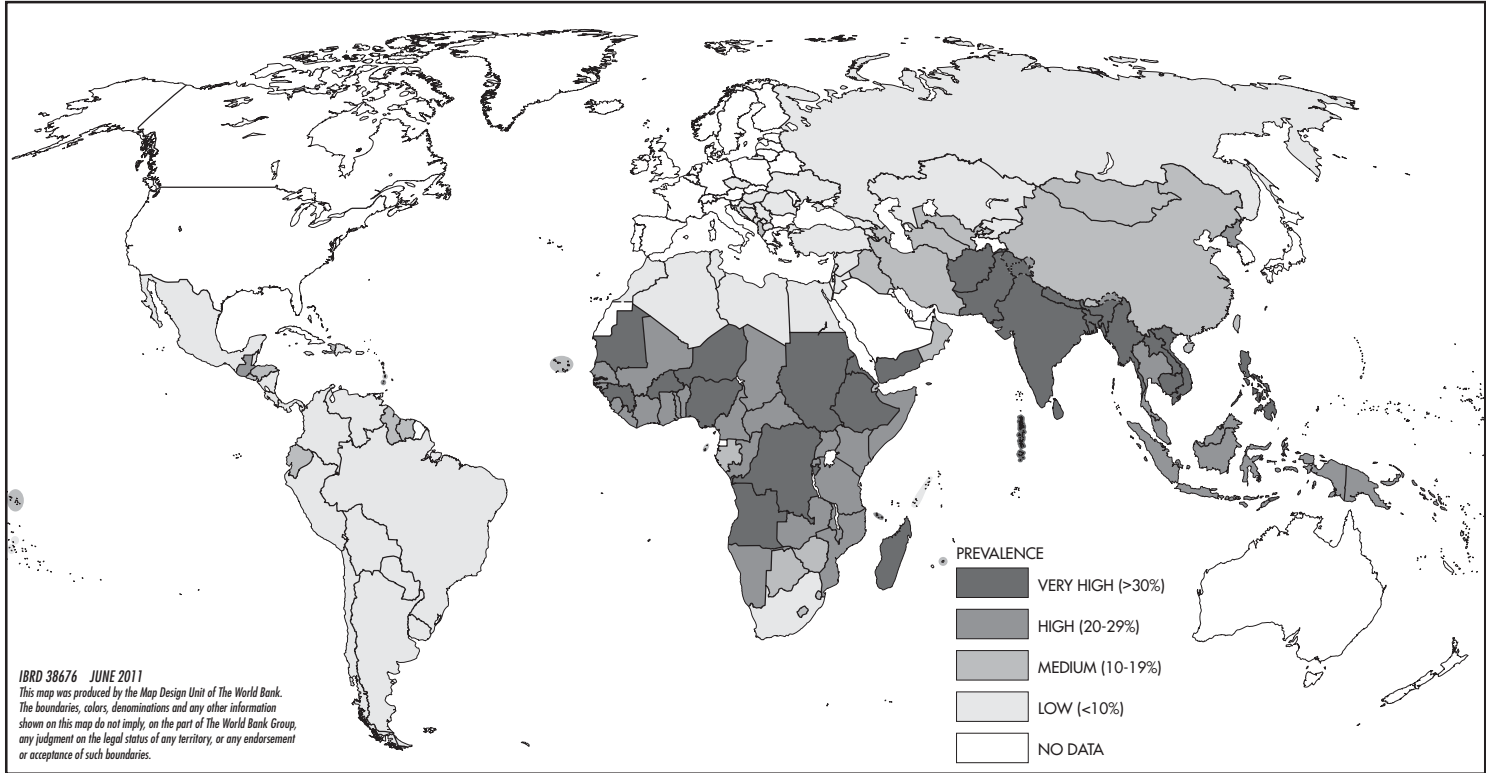 PREVALENCE
VERY HIGH (>30%)
HIGH (20-29%)
MEDIUM (10-19%)
LOW (<10%)
NO DATA
IBRD 38676 JUNE 2011
This map was produced by the Map Design Unit of The World Bank.
The boundaries, colors, denominations and any other information
shown on this map do not imply, on the part of The World Bank Group,
any judgment on the legal status of any territory, or any endorsement
or acceptance of such boundaries.